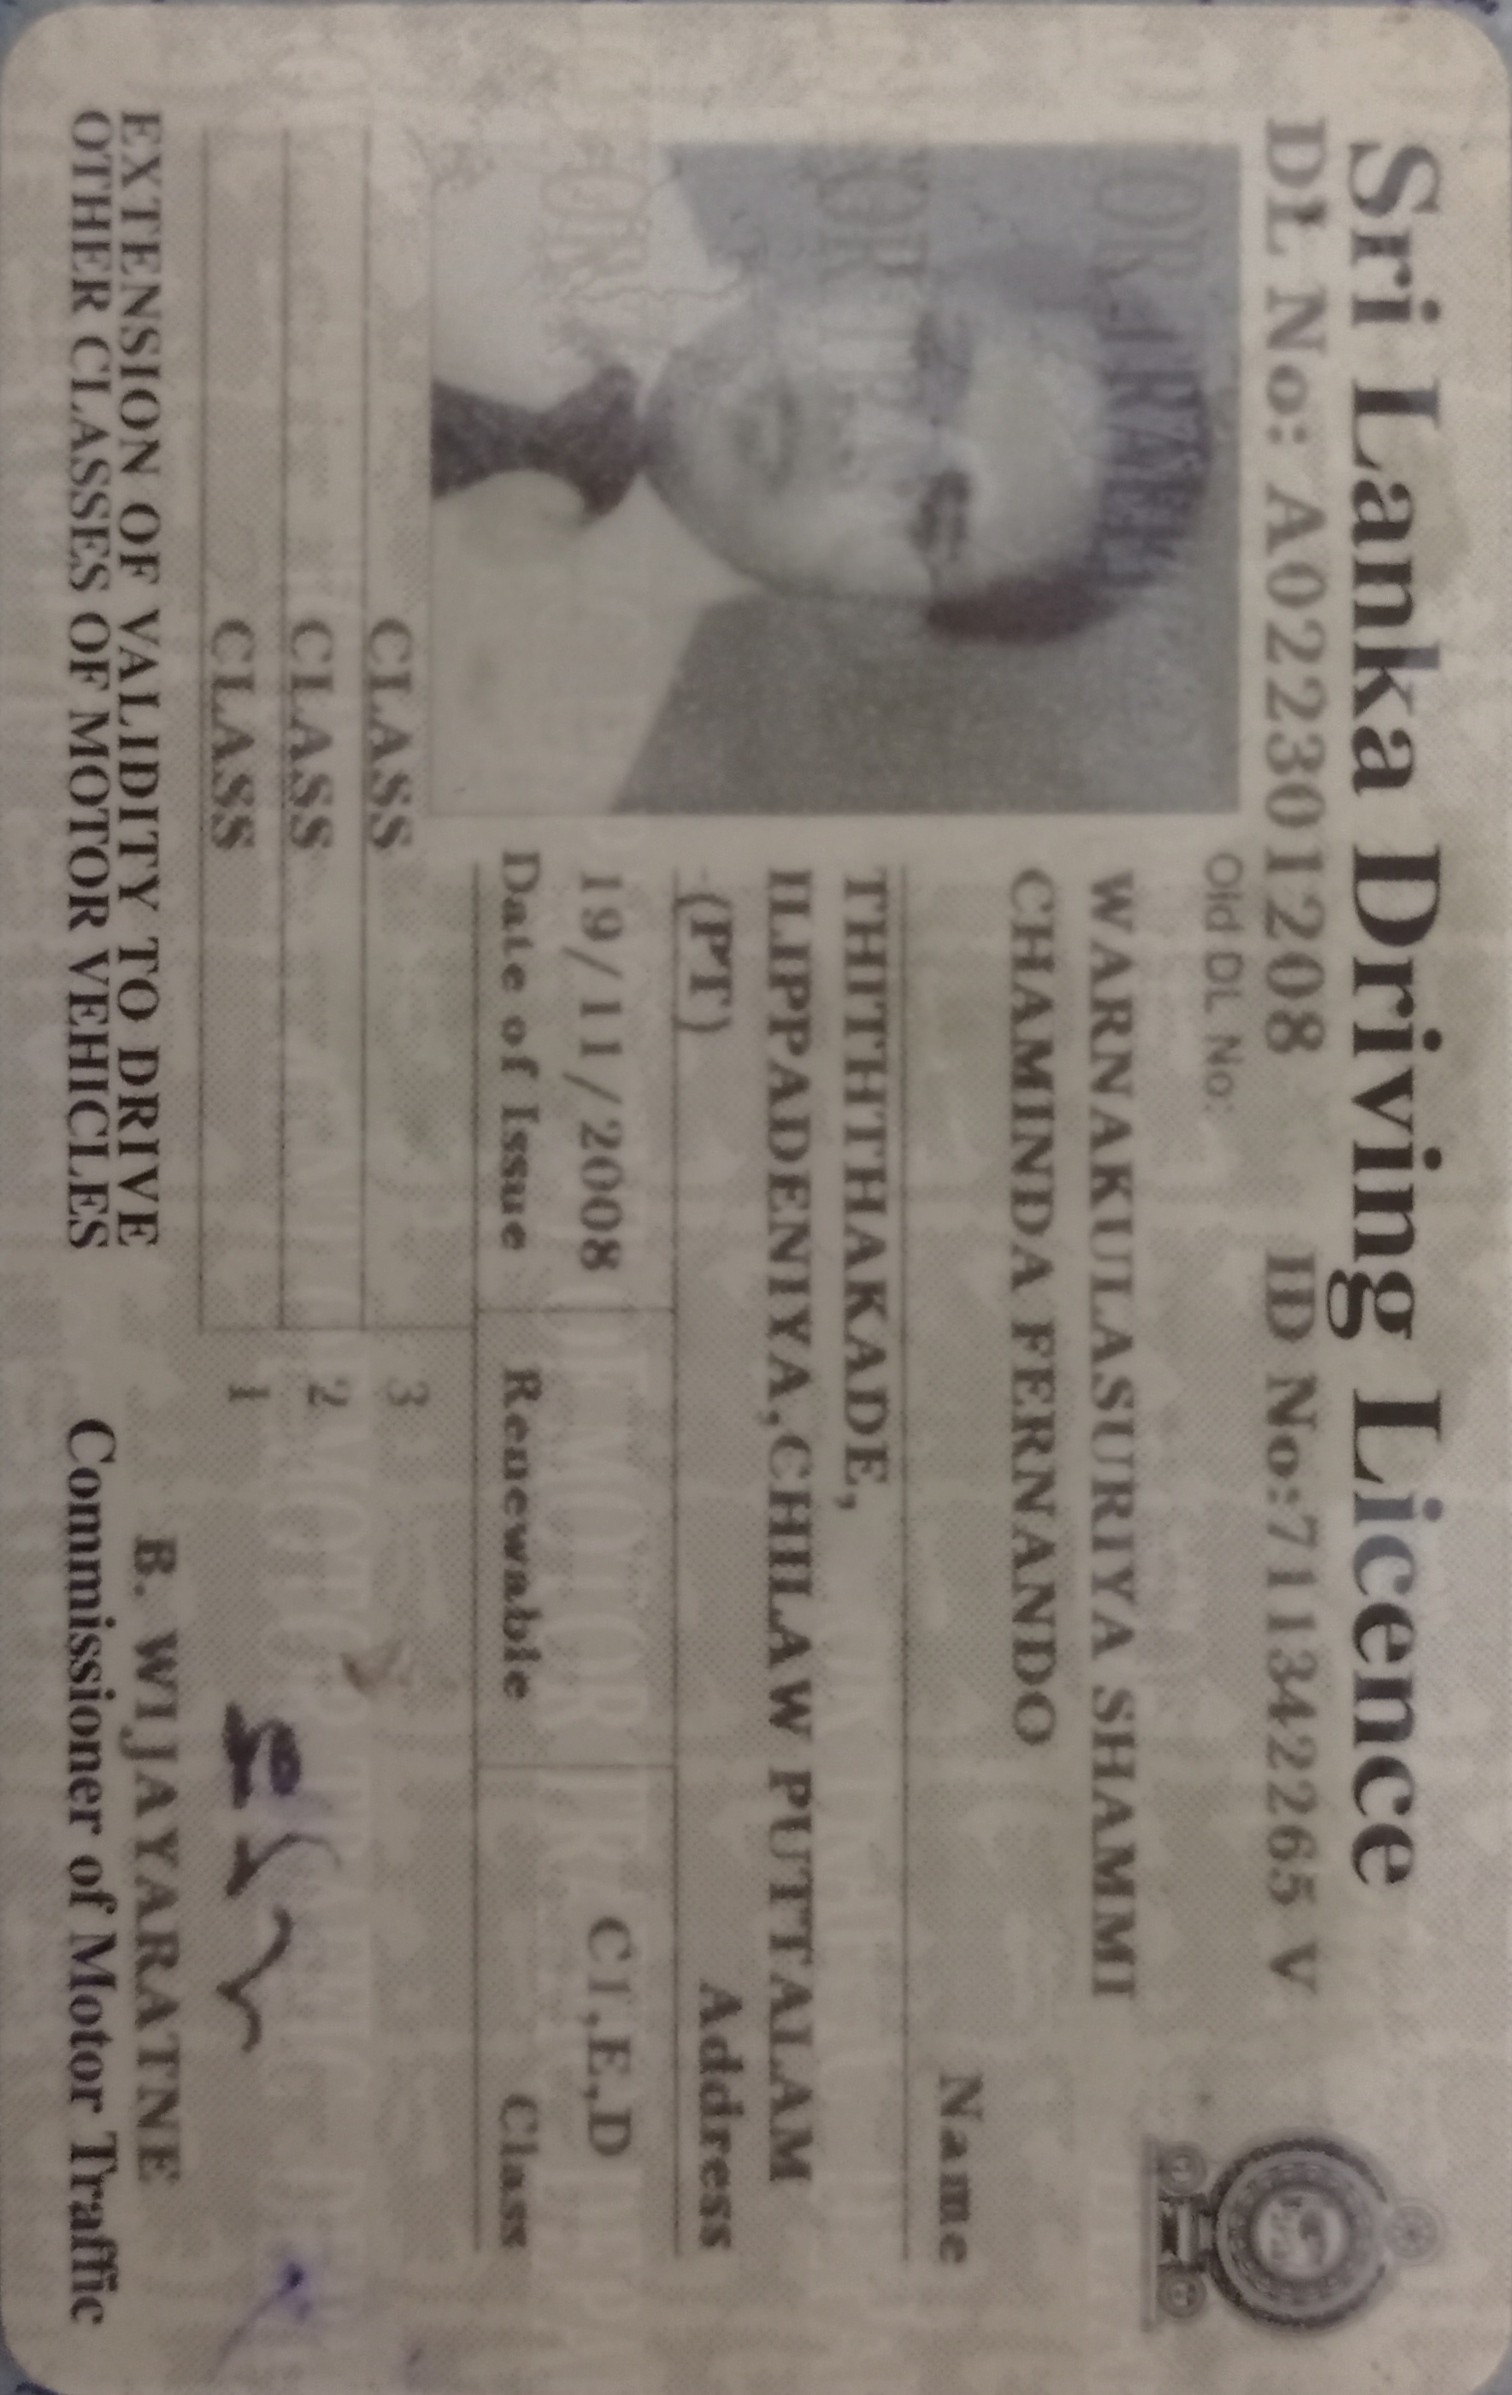 Sri Lanka Driving Licence
DL No: A022301208 ID No:711342265 V
Old DL No:
WARNAKULASURIYA SHAMMI
CHAMINDA FERNANDO
Name
THITHTHAKADE,
ILIPPADENIYA,CHILAW PUTTALAM
(PT)
Address
19/11/2008 C1,E,D
Date of Issue Renewable Class
CLASS 3
CLASS 2
CLASS 1
EXTENSION OF VALIDITY TO DRIVE
OTHER CLASSES OF MOTOR VEHICLES
B. WIJAYARATNE
Commissioner of Motor Traffic